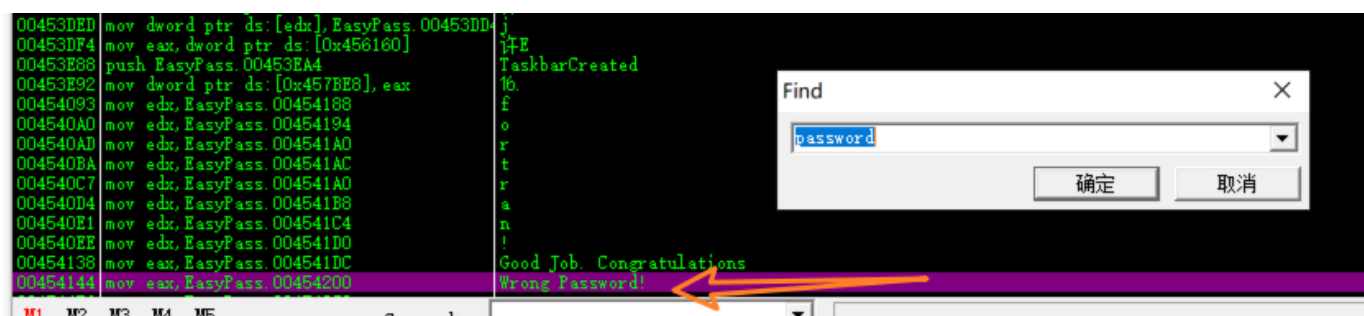 00453DED mov dword ptr ds:[edx],EasyPass.00453DD4 j
00453DF4 mov eax,dword ptr ds:[0x456160] 许E
00453E88 push EasyPass.00453EA4 TaskbarCreated
00453E92 mov dword ptr ds:[0x457BE8],eax 16.
00454093 mov edx,EasyPass.00454188 f
004540A0 mov edx,EasyPass.00454194 o
004540AD mov edx,EasyPass.004541A0 r
004540BA mov edx,EasyPass.004541AC t
004540C7 mov edx,EasyPass.004541A0 r
004540D4 mov edx,EasyPass.004541B8 a
004540E1 mov edx,EasyPass.004541C4 n
004540EE mov edx,EasyPass.004541D0 !
00454138 mov eax,EasyPass.004541DC Good Job. Congratulations
00454144 mov eax,EasyPass.00454200 Wrong Password!
Find
password
确定 取消
M1 M2 M3 M4 M5